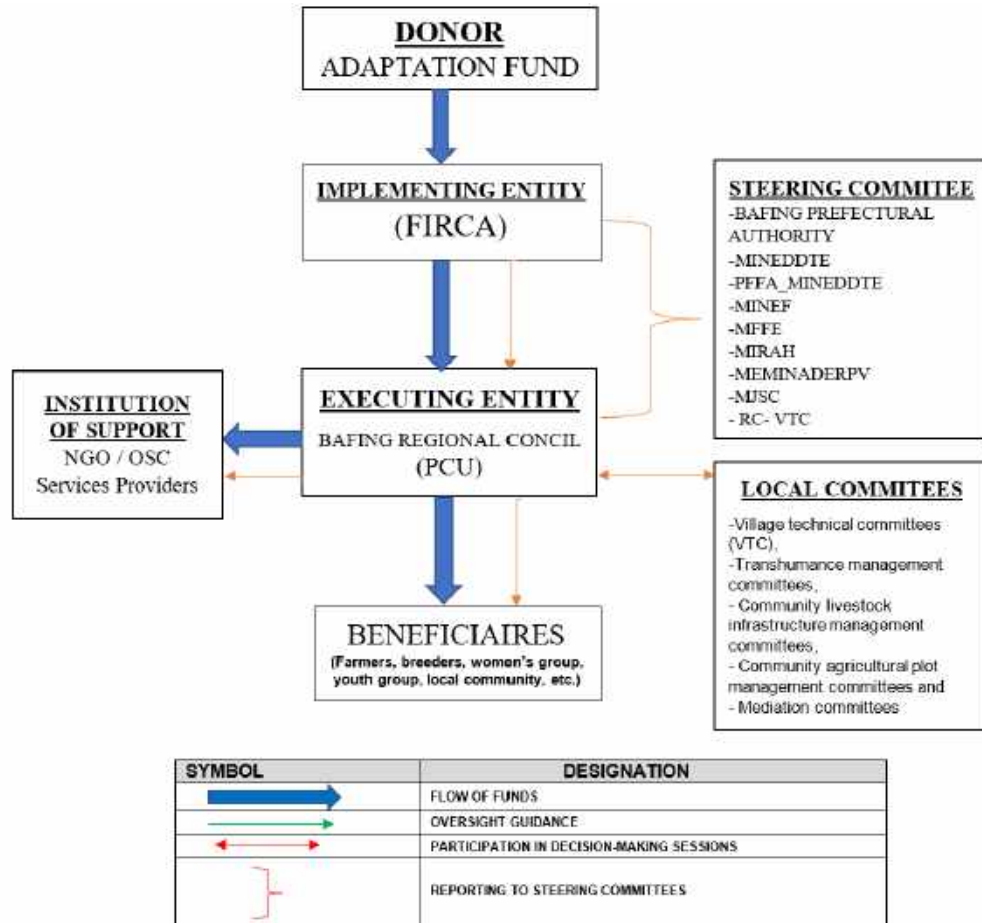 DONOR
ADAPTATION FUND
IMPLEMENTING ENTITY
(FIRCA)
STEERING COMMITEE
-BAFING PREFECTURAL
AUTHORITY
-MINEDDTE
-PFFA_MINEDDTE
-MINEF
-MFFE
-MIRAH
-MEMINADERPV
-MJSC
- RC- VTC
INSTITUTION
OF SUPPORT
NGO / OSC
Services Providers
EXECUTING ENTITY
BAFING REGIONAL CONCIL
(PCU)
LOCAL COMMITEES
-Village technical committees
(VTC),
-Transhumance management
committees,
- Community livestock
infrastructure management
committees,
- Community agricultural plot
management committees and
- Mediation committees
BENEFICIAIRES
(Farmers, breeders, women's group,
youth group, local community, etc.)
SYMBOL DESIGNATION
FLOW OF FUNDS
OVERSIGHT GUIDANCE
PARTICIPATION IN DECISION-MAKING SESSIONS
REPORTING TO STEERING COMMITTEES